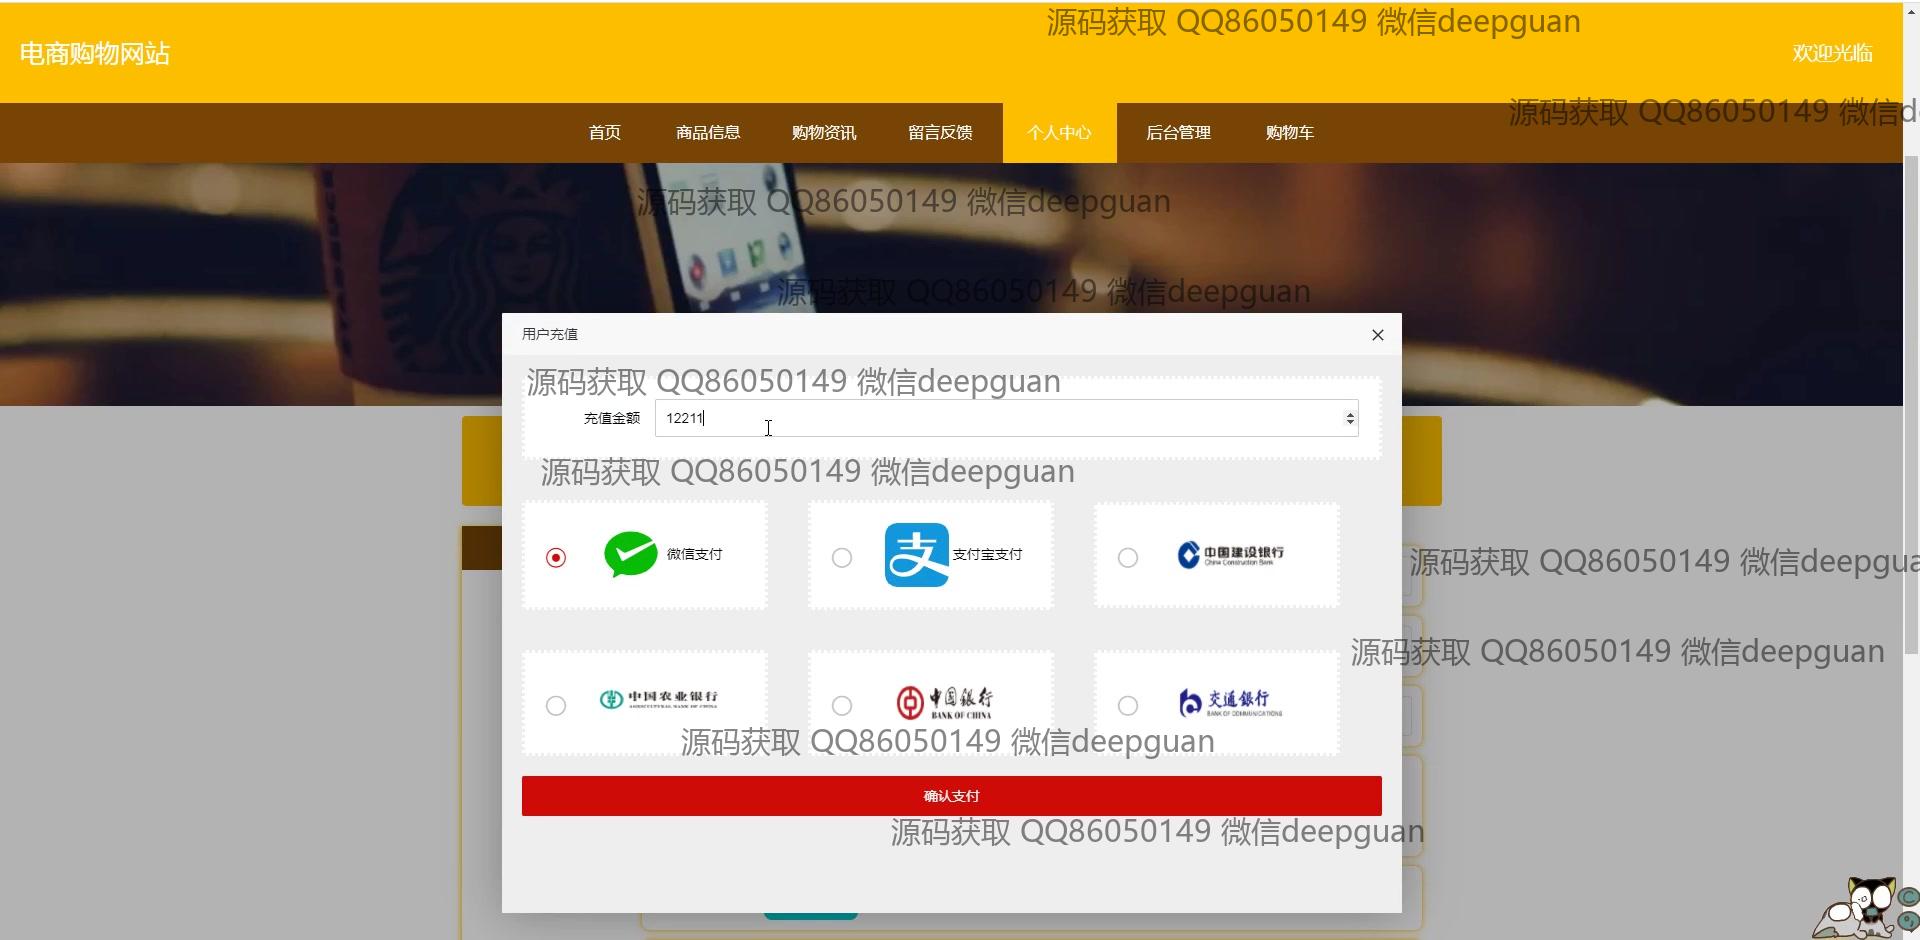 源码获取 QQ86050149 微信deepguan
电商购物网站
欢迎光临
源码获取 QQ86050149 微信d
首页 商品信息 购物资讯 留言反馈 个人中心 后台管理 购物车
源码获取 QQ86050149 微信deepguan
源码获取 QQ86050149 微信deepguan
用户充值
源码获取 QQ86050149 微信deepguan
充值金额 12211
源码获取 QQ86050149 微信deepguan
微信支付
支 支付宝支付
中国建设银行
China Construction Bank
源码获取 QQ86050149 微信deepgua
源码获取 QQ86050149 微信deepguan
中国农业银行
AGRICULTURAL BANK OF CHINA
中国银行
BANK OF CHINA
交通银行
BANK OF COMMUNICATIONS
源码获取 QQ86050149 微信deepguan
确认支付
源码获取 QQ86050149 微信deepguan